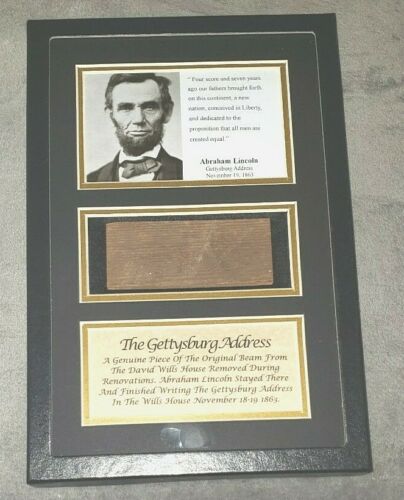 "Four score and seven years
ago our fathers brought forth
on this continent, a new
nation, conceived in Liberty,
and dedicated to the
proposition that all men are
created equal."
Abraham Lincoln
Gettysburg Address
November 19, 1863
The Gettysburg Address
A Genuine Piece Of The Original Beam From
The David Wills House Removed During
Renovations. Abraham Lincoln Stayed There
And Finished Writing The Gettysburg Address
In The Wills House November 18-19 1863.